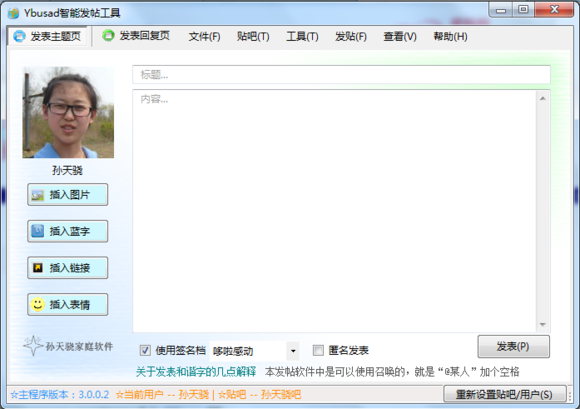 Ybusad智能发帖工具
发表主题页 发表回复页 文件(F) 贴吧(T) 工具(T) 发贴(F) 查看(V) 帮助(H)
标题...
内容...
孙天骁
插入图片
插入蓝字
插入链接
插入表情
孙天骁家庭软件
使用签名档 哆啦感动 匿名发表 发表(P)
关于发表和谐字的几点解释 本发帖软件中是可以使用召唤的，就是“@某人”加个空格
☆主程序版本：3.0.0.2 ☆当前用户 -- 孙天骁 | ☆贴吧 -- 孙天骁吧 重新设置贴吧/用户(S)